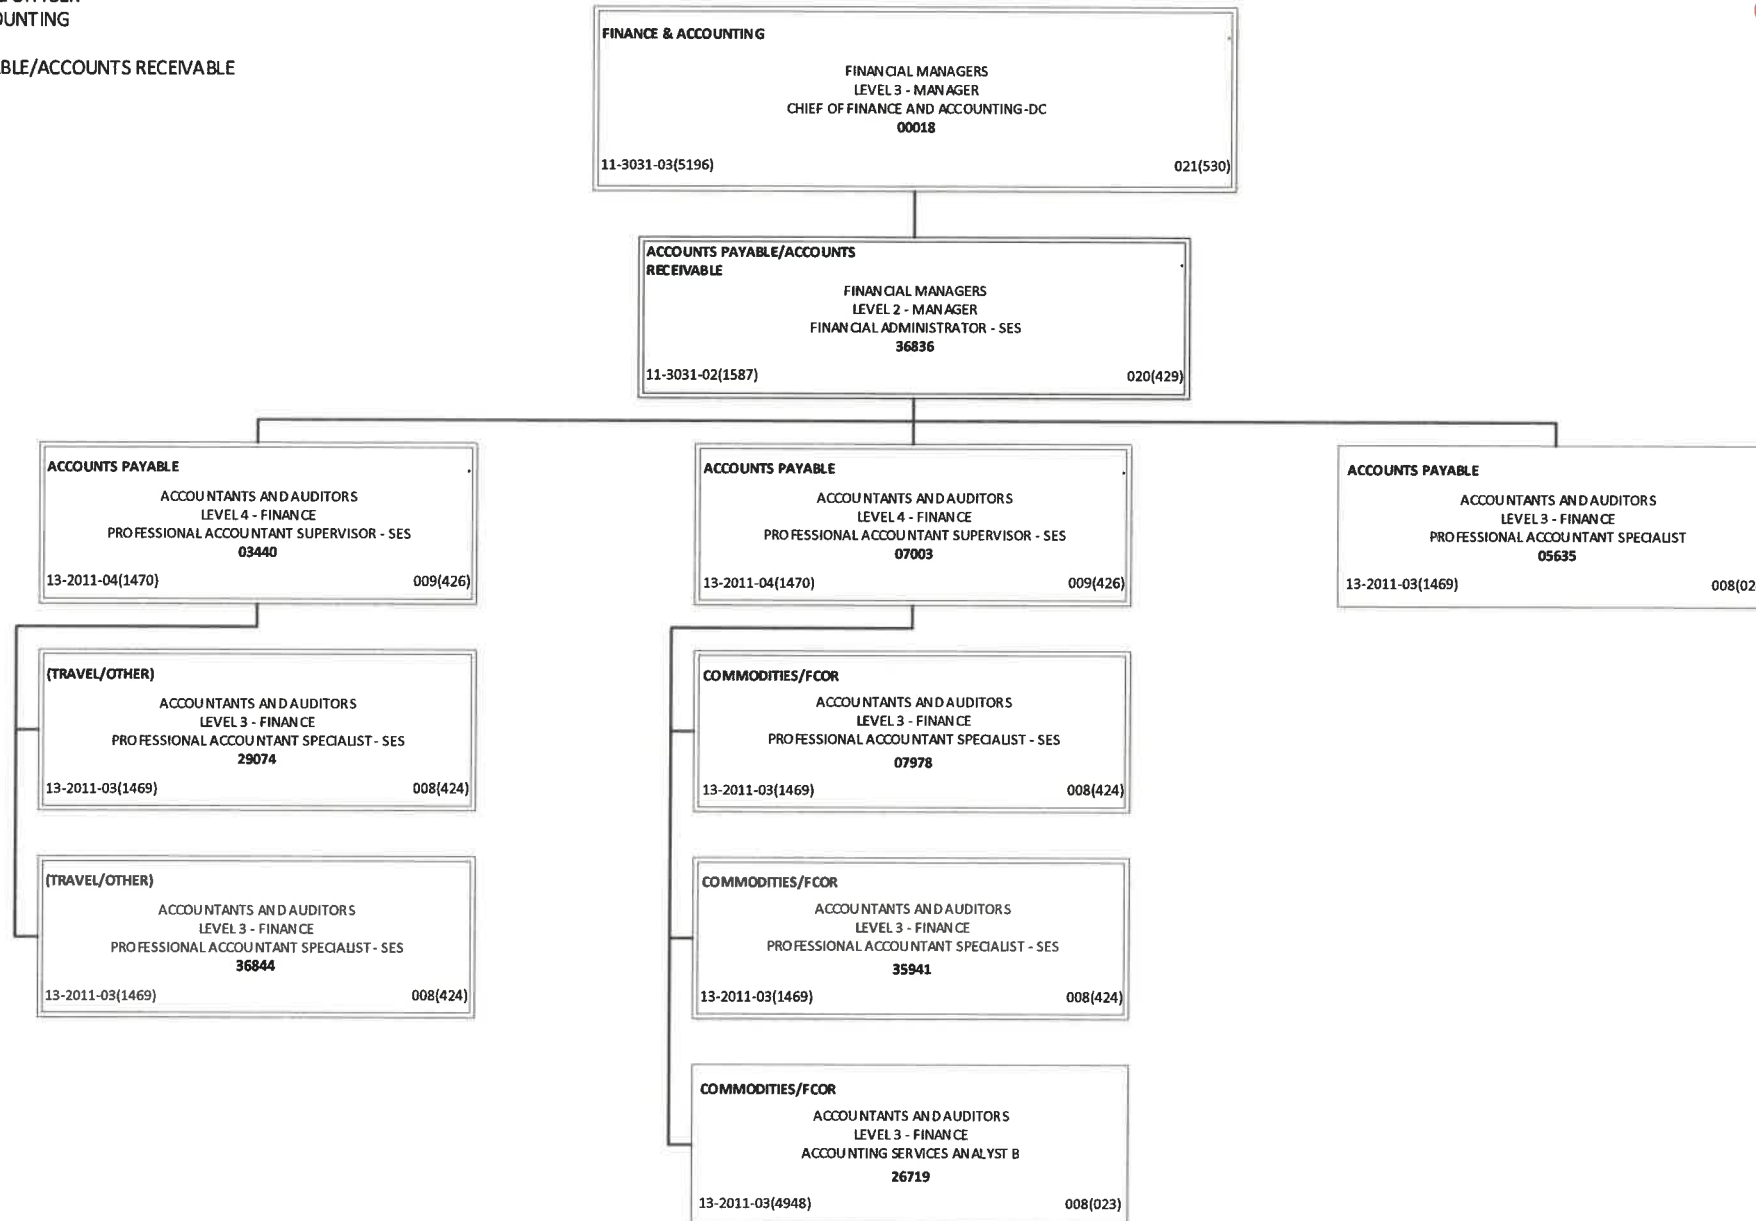 OUNTING
BLE/ACCOUNTS RECEIVABLE
FINANCE & ACCOUNTING
FINANCIAL MANAGERS
LEVEL 3 - MANAGER
CHIEF OF FINANCE AND ACCOUNTING-DC
00018
11-3031-03(5196) 021(530)
ACCOUNTS PAYABLE/ACCOUNTS
RECEIVABLE
FINANCIAL MANAGERS
LEVEL 2 - MANAGER
FINANCIAL ADMINISTRATOR - SES
36836
11-3031-02(1587) 020(429)
ACCOUNTS PAYABLE
ACCOUNTANTS AND AUDITORS
LEVEL 4 - FINANCE
PROFESSIONAL ACCOUNTANT SUPERVISOR - SES
03440
13-2011-04(1470) 009(426)
ACCOUNTS PAYABLE
ACCOUNTANTS AND AUDITORS
LEVEL 4 - FINANCE
PROFESSIONAL ACCOUNTANT SUPERVISOR - SES
07003
13-2011-04(1470) 009(426)
ACCOUNTS PAYABLE
ACCOUNTANTS AND AUDITORS
LEVEL 3 - FINANCE
PROFESSIONAL ACCOUNTANT SPECIALIST
05635
13-2011-03(1469) 008(02
(TRAVEL/OTHER)
ACCOUNTANTS AND AUDITORS
LEVEL 3 - FINANCE
PROFESSIONAL ACCOUNTANT SPECIALIST - SES
29074
13-2011-03(1469) 008(424)
(TRAVEL/OTHER)
ACCOUNTANTS AND AUDITORS
LEVEL 3 - FINANCE
PROFESSIONAL ACCOUNTANT SPECIALIST - SES
36844
13-2011-03(1469) 008(424)
COMMODITIES/FCOR
ACCOUNTANTS AND AUDITORS
LEVEL 3 - FINANCE
PROFESSIONAL ACCOUNTANT SPECIALIST - SES
07978
13-2011-03(1469) 008(424)
COMMODITIES/FCOR
ACCOUNTANTS AND AUDITORS
LEVEL 3 - FINANCE
PROFESSIONAL ACCOUNTANT SPECIALIST - SES
35941
13-2011-03(1469) 008(424)
COMMODITIES/FCOR
ACCOUNTANTS AND AUDITORS
LEVEL 3 - FINANCE
ACCOUNTING SERVICES ANALYST B
26719
13-2011-03(4948) 008(023)